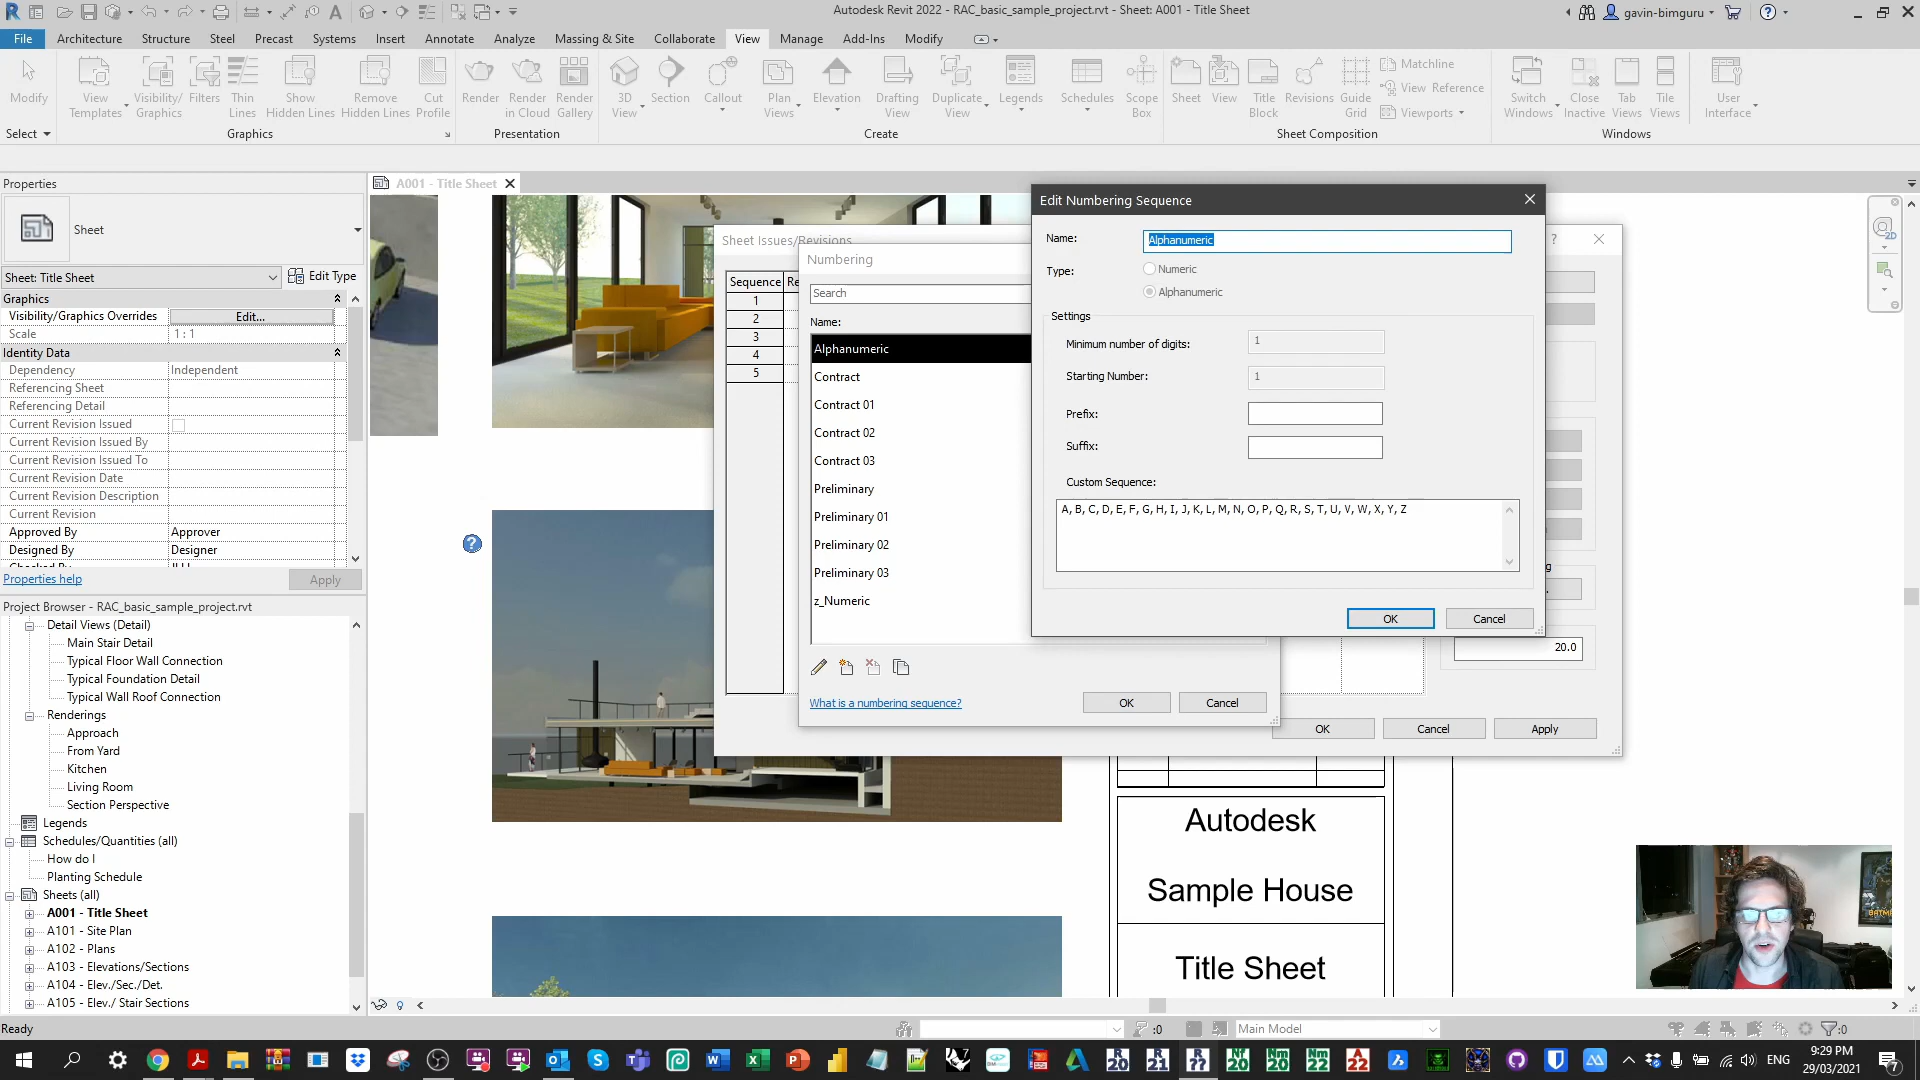 Autodesk Revit 2022 - RAC_basic_sample_project.rvt - Sheet: A001 - Title Sheet
gavin-bimguru
File Architecture Structure Steel Precast Systems Insert Annotate Analyze Massing & Site Collaborate View Manage Add-Ins Modify
Modify
View Templates
Visibility/ Graphics
Filters
Thin Lines
Show Hidden Lines
Remove Hidden Lines
Cut Profile
Render
Render in Cloud
Render Gallery
3D View
Section
Callout
Plan Views
Elevation
Drafting View
Duplicate View
Legends
Schedules
Scope Box
Sheet
View
Title Block
Revisions
Guide Grid
Matchline
View Reference
Viewports
Switch Windows
Close Inactive
Tab Views
Tile Views
User Interface
Select
Graphics
Presentation
Create
Sheet Composition
Windows
Properties
Sheet
Sheet: Title Sheet
Edit Type
Graphics
Visibility/Graphics Overrides Edit...
Scale 1 : 1
Identity Data
Dependency Independent
Referencing Sheet
Referencing Detail
Current Revision Issued
Current Revision Issued By
Current Revision Issued To
Current Revision Date
Current Revision Description
Current Revision
Approved By Approver
Designed By Designer
Properties help
Apply
Project Browser - RAC_basic_sample_project.rvt
Detail Views (Detail)
Main Stair Detail
Typical Floor Wall Connection
Typical Foundation Detail
Typical Wall Roof Connection
Renderings
Approach
From Yard
Kitchen
Living Room
Section Perspective
Legends
Schedules/Quantities (all)
How do I
Planting Schedule
Sheets (all)
A001 - Title Sheet
A101 - Site Plan
A102 - Plans
A103 - Elevations/Sections
A104 - Elev./Sec./Det.
A105 - Elev./ Stair Sections
A001 - Title Sheet
Sheet Issues/Revisions
Sequence Re
1
2
3
4
5
20.0
OK Cancel Apply
Numbering
Search
Name:
Alphanumeric
Contract
Contract 01
Contract 02
Contract 03
Preliminary
Preliminary 01
Preliminary 02
Preliminary 03
z_Numeric
What is a numbering sequence?
OK Cancel
Edit Numbering Sequence
Name: Alphanumeric
Type: Numeric
Alphanumeric
Settings
Minimum number of digits: 1
Starting Number: 1
Prefix:
Suffix:
Custom Sequence:
A, B, C, D, E, F, G, H, I, J, K, L, M, N, O, P, Q, R, S, T, U, V, W, X, Y, Z
OK Cancel
Autodesk
Sample House
Title Sheet
Ready
:0
Main Model
:0
ENG
9:29 PM
29/03/2021